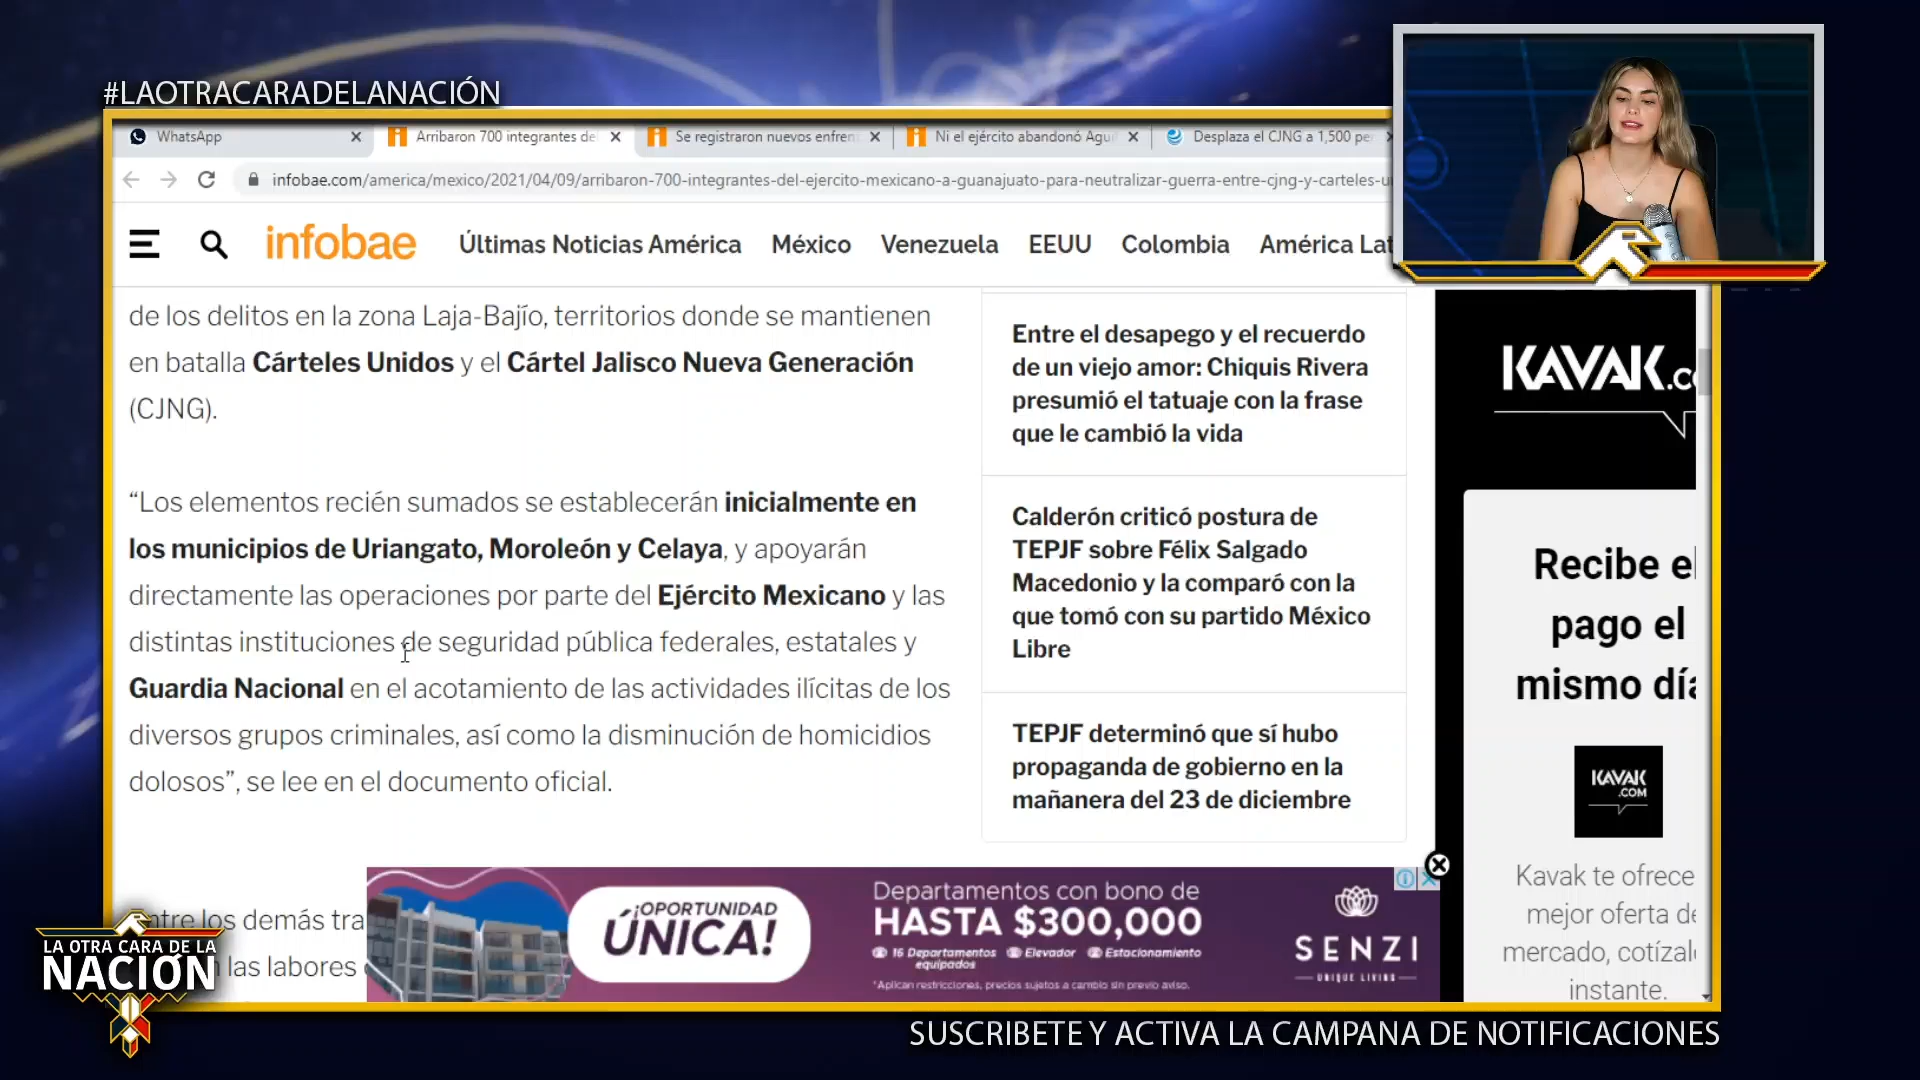 #LAOTRACARADELANACIÓN
WhatsApp
Arribaron 700 integrantes de
Se registraron nuevos enfren
Ni el ejército abandonó Agui
Desplaza el CJNG a 1,500 per
infobae.com/america/mexico/2021/04/09/arribaron-700-integrantes-del-ejercito-mexicano-a-guanajuato-para-neutralizar-guerra-entre-cjng-y-carteles-u
infobae
Últimas Noticias América México Venezuela EEUU Colombia América Lat
de los delitos en la zona Laja-Bajío, territorios donde se mantienen
en batalla Cárteles Unidos y el Cártel Jalisco Nueva Generación
(CJNG).
“Los elementos recién sumados se establecerán inicialmente en
los municipios de Uriangato, Moroleón y Celaya, y apoyarán
directamente las operaciones por parte del Ejército Mexicano y las
distintas instituciones de seguridad pública federales, estatales y
Guardia Nacional en el acotamiento de las actividades ilícitas de los
diversos grupos criminales, así como la disminución de homicidios
dolosos”, se lee en el documento oficial.
ntre los demás tra
las labores
Entre el desapego y el recuerdo
de un viejo amor: Chiquis Rivera
presumió el tatuaje con la frase
que le cambió la vida
Calderón criticó postura de
TEPJF sobre Félix Salgado
Macedonio y la comparó con la
que tomó con su partido México
Libre
TEPJF determinó que sí hubo
propaganda de gobierno en la
mañanera del 23 de diciembre
KAVAK.c
Recibe el
pago el
mismo día
KAVAK
.COM
Kavak te ofrece
mejor oferta de
mercado, cotízal
instante.
¡OPORTUNIDAD
ÚNICA!
Departamentos con bono de
HASTA $300,000
16 Departamentos equipados
Elevador
Estacionamiento
*Aplican restricciones, precios sujetos a cambio sin previo aviso.
SENZI
UNIQUE LIVING
LA OTRA CARA DE LA
NACIÓN
SUSCRIBETE Y ACTIVA LA CAMPANA DE NOTIFICACIONES